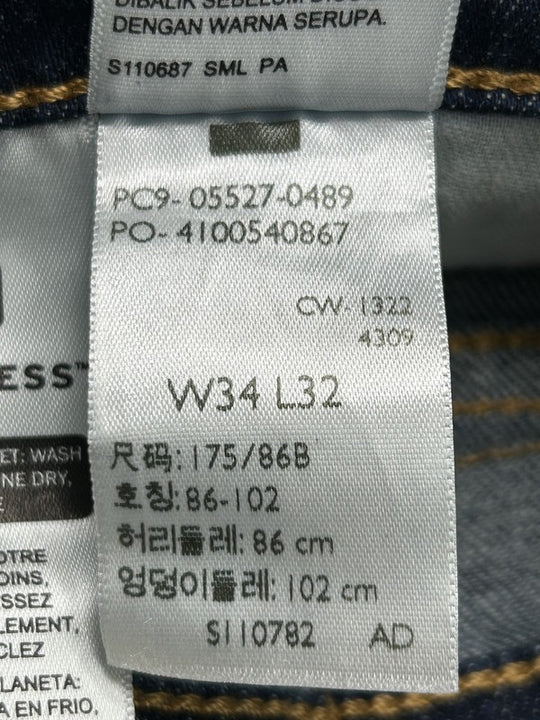 DENGAN WARNA SERUPA.
S110687 SML PA
PC9- 05527-0489
PO- 4100540867
CW- 1322
4309
W34 L32
尺码: 175/86B
호칭: 86-102
허리둘레: 86 cm
엉덩이둘레: 102 cm
S110782 AD
ESS™
ET: WASH
NE DRY,
OTRE
OINS,
SSEZ
LEMENT,
CLEZ
LANETA:
A EN FRIO,